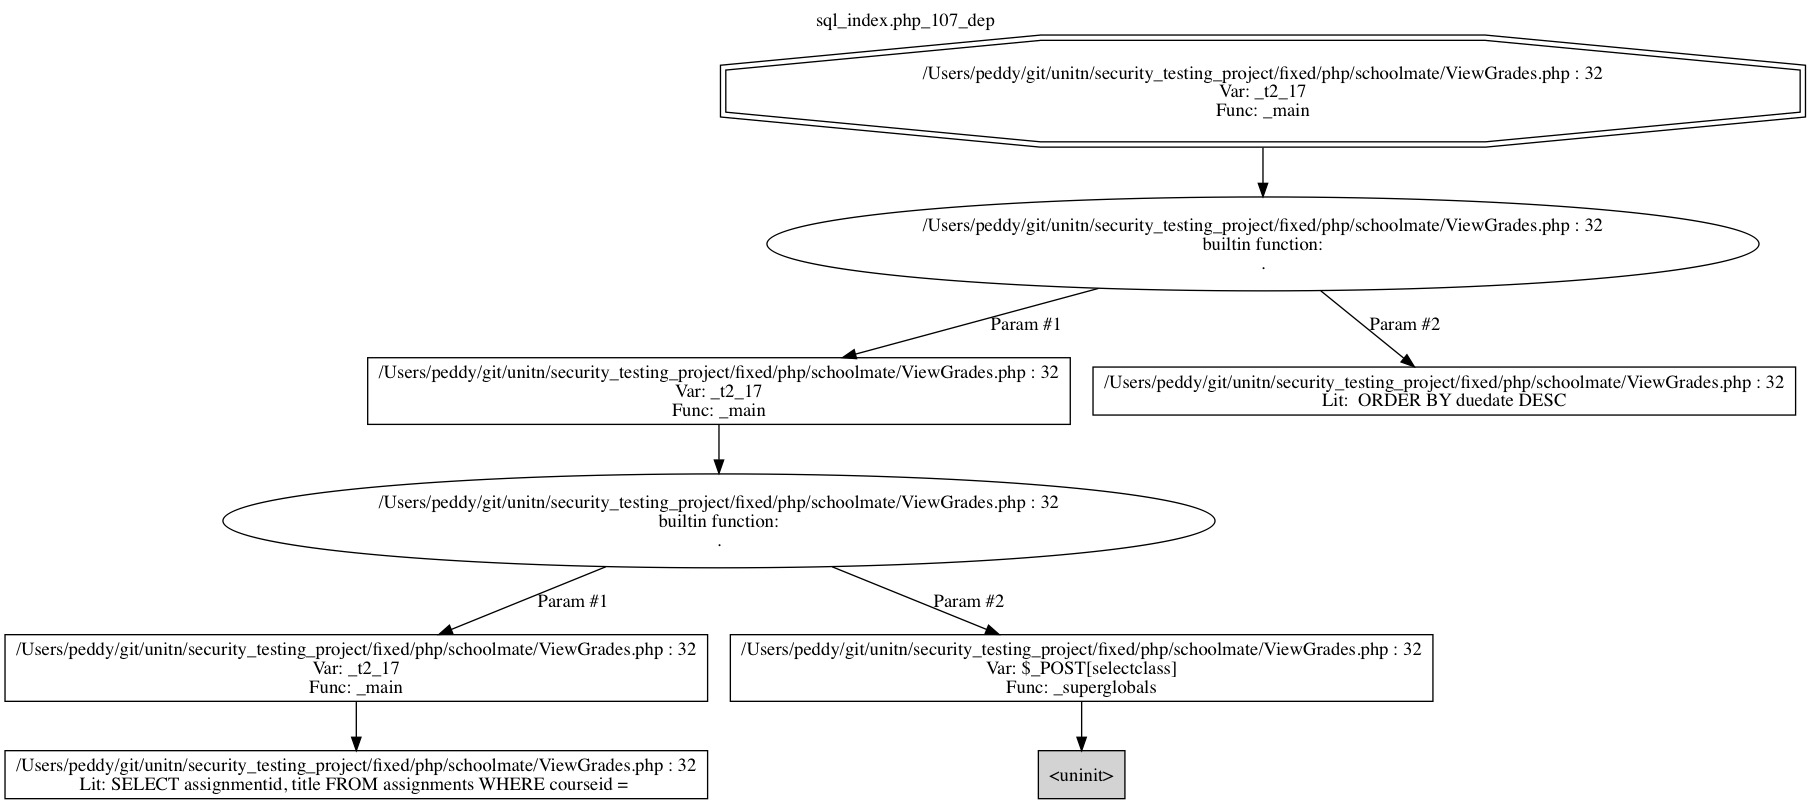 sql_index.php_107_dep
/Users/peddy/git/unitn/security_testing_project/fixed/php/schoolmate/ViewGrades.php : 32
Var: _t2_17
Func: _main
/Users/peddy/git/unitn/security_testing_project/fixed/php/schoolmate/ViewGrades.php : 32
builtin function:
.
Param #1
Param #2
/Users/peddy/git/unitn/security_testing_project/fixed/php/schoolmate/ViewGrades.php : 32
Var: _t2_17
Func: _main
/Users/peddy/git/unitn/security_testing_project/fixed/php/schoolmate/ViewGrades.php : 32
Lit:  ORDER BY duedate DESC
/Users/peddy/git/unitn/security_testing_project/fixed/php/schoolmate/ViewGrades.php : 32
builtin function:
.
Param #1
Param #2
/Users/peddy/git/unitn/security_testing_project/fixed/php/schoolmate/ViewGrades.php : 32
Var: _t2_17
Func: _main
/Users/peddy/git/unitn/security_testing_project/fixed/php/schoolmate/ViewGrades.php : 32
Var: $_POST[selectclass]
Func: _superglobals
/Users/peddy/git/unitn/security_testing_project/fixed/php/schoolmate/ViewGrades.php : 32
Lit: SELECT assignmentid, title FROM assignments WHERE courseid =
<uninit>